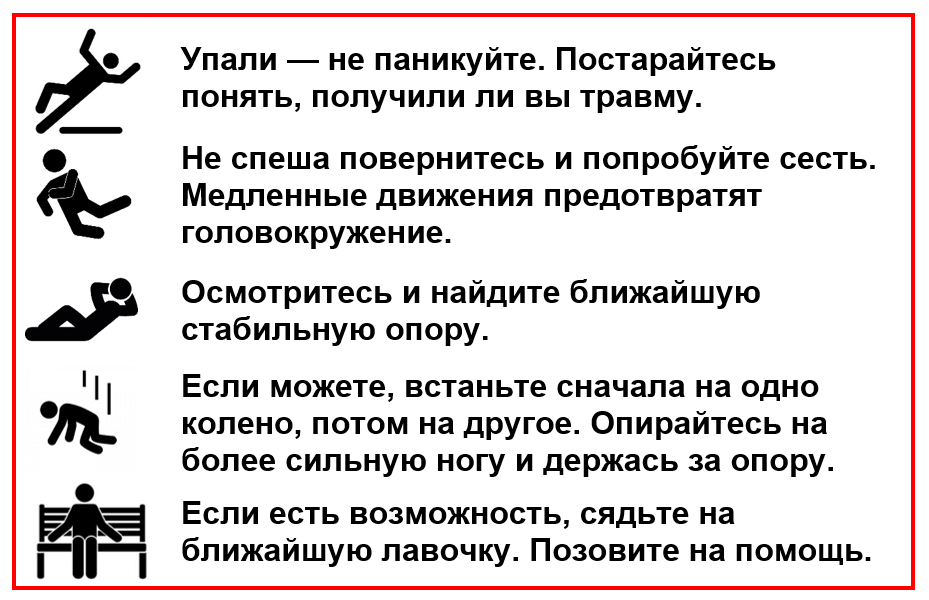 Упали — не паникуйте. Постарайтесь
понять, получили ли вы травму.
Не спеша повернитесь и попробуйте сесть.
Медленные движения предотвратят
головокружение.
Осмотритесь и найдите ближайшую
стабильную опору.
Если можете, встаньте сначала на одно
колено, потом на другое. Опирайтесь на
более сильную ногу и держась за опору.
Если есть возможность, сядьте на
ближайшую лавочку. Позовите на помощь.